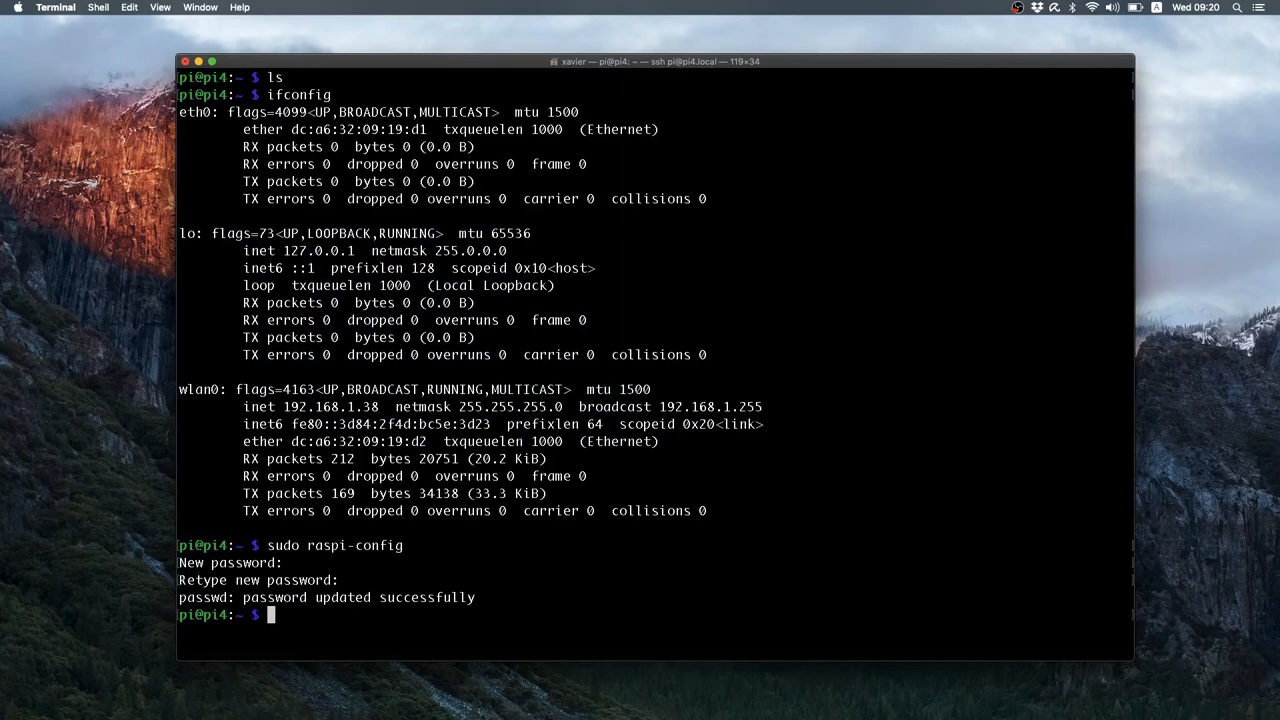 Terminal Shell Edit View Window Help A Wed 09:20
xavier — pi@pi4: ~ — ssh pi@pi4.local — 119×34
pi@pi4:~ $ ls
pi@pi4:~ $ ifconfig
eth0: flags=4099<UP,BROADCAST,MULTICAST>  mtu 1500
        ether dc:a6:32:09:19:d1  txqueuelen 1000  (Ethernet)
        RX packets 0  bytes 0 (0.0 B)
        RX errors 0  dropped 0  overruns 0  frame 0
        TX packets 0  bytes 0 (0.0 B)
        TX errors 0  dropped 0 overruns 0  carrier 0  collisions 0
lo: flags=73<UP,LOOPBACK,RUNNING>  mtu 65536
        inet 127.0.0.1  netmask 255.0.0.0
        inet6 ::1  prefixlen 128  scopeid 0x10<host>
        loop  txqueuelen 1000  (Local Loopback)
        RX packets 0  bytes 0 (0.0 B)
        RX errors 0  dropped 0  overruns 0  frame 0
        TX packets 0  bytes 0 (0.0 B)
        TX errors 0  dropped 0 overruns 0  carrier 0  collisions 0
wlan0: flags=4163<UP,BROADCAST,RUNNING,MULTICAST>  mtu 1500
        inet 192.168.1.38  netmask 255.255.255.0  broadcast 192.168.1.255
        inet6 fe80::3d84:2f4d:bc5e:3d23  prefixlen 64  scopeid 0x20<link>
        ether dc:a6:32:09:19:d2  txqueuelen 1000  (Ethernet)
        RX packets 212  bytes 20751 (20.2 KiB)
        RX errors 0  dropped 0  overruns 0  frame 0
        TX packets 169  bytes 34138 (33.3 KiB)
        TX errors 0  dropped 0 overruns 0  carrier 0  collisions 0
pi@pi4:~ $ sudo raspi-config
New password:
Retype new password:
passwd: password updated successfully
pi@pi4:~ $